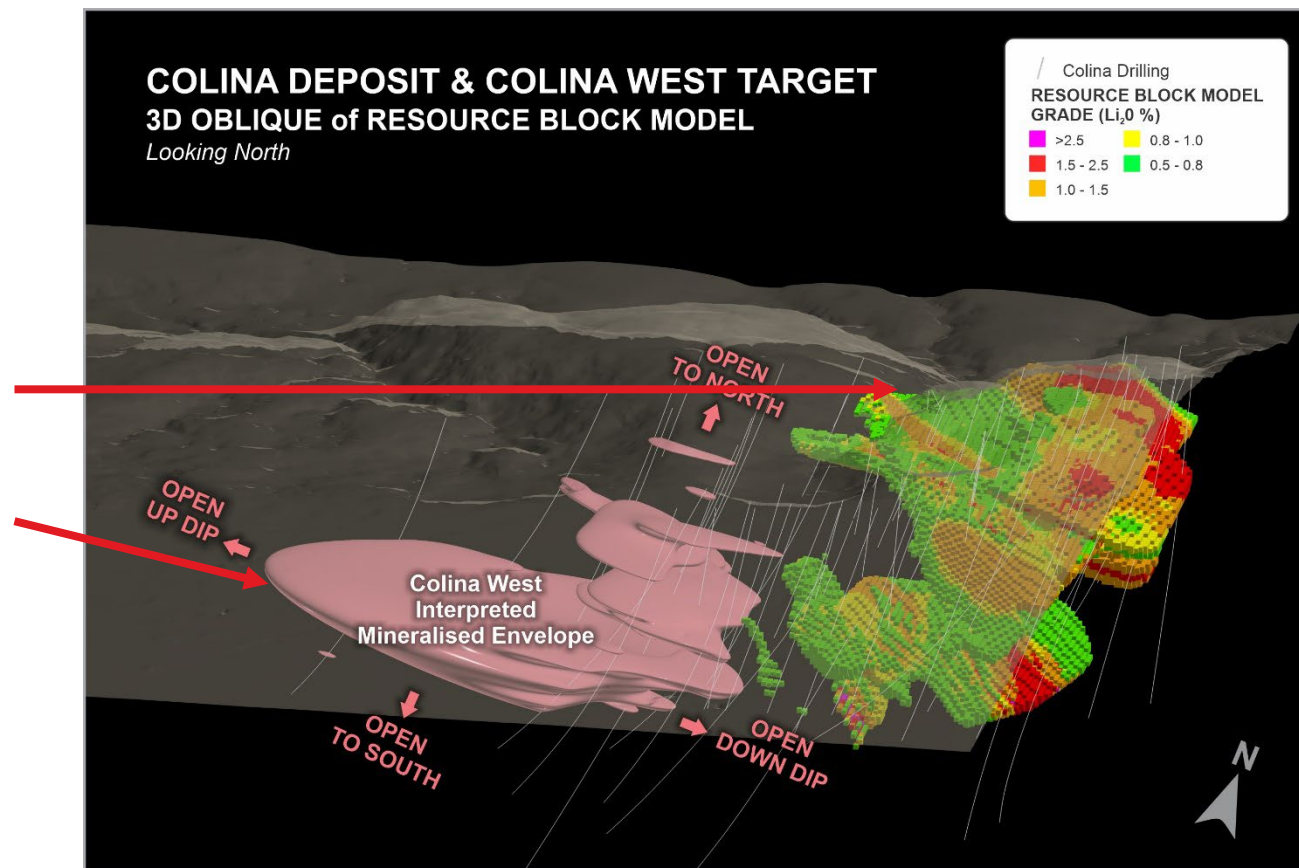 COLINA DEPOSIT & COLINA WEST TARGET
3D OBLIQUE of RESOURCE BLOCK MODEL
Looking North
Colina Drilling
RESOURCE BLOCK MODEL
GRADE (Li₂0 %)
>2.5
0.8 - 1.0
1.5 - 2.5
0.5 - 0.8
1.0 - 1.5
OPEN
TO NORTH
OPEN
UP DIP
Colina West
Interpreted
Mineralised Envelope
OPEN
TO SOUTH
OPEN
DOWN DIP
N